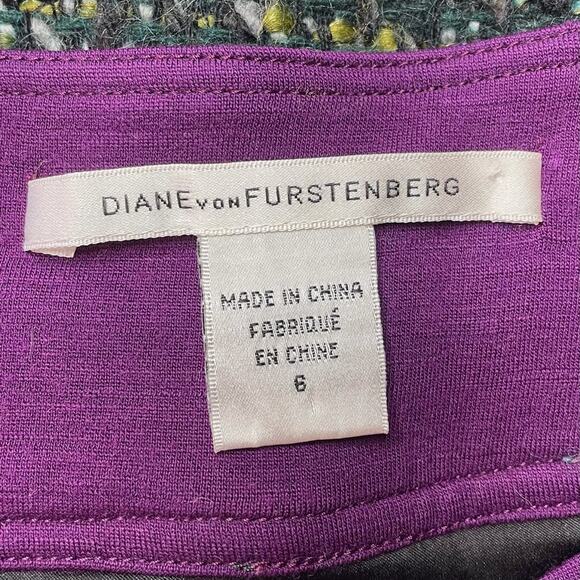 DIANE VON FURSTENBERG
MADE IN CHINA
FABRIQUÉ
EN CHINE
6